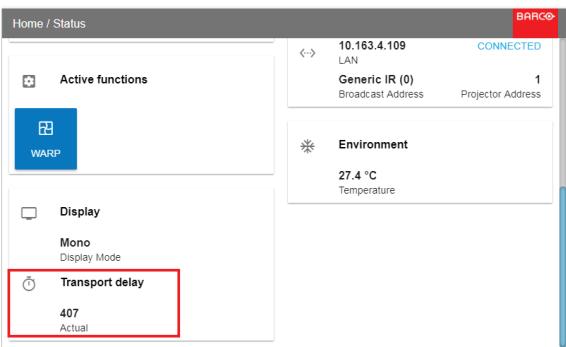 Home / Status
BARCO
Active functions
WARP
Display
Mono
Display Mode
Transport delay
407
Actual
10.163.4.109
CONNECTED
LAN
Generic IR (0)
1
Broadcast Address
Projector Address
Environment
27.4 °C
Temperature